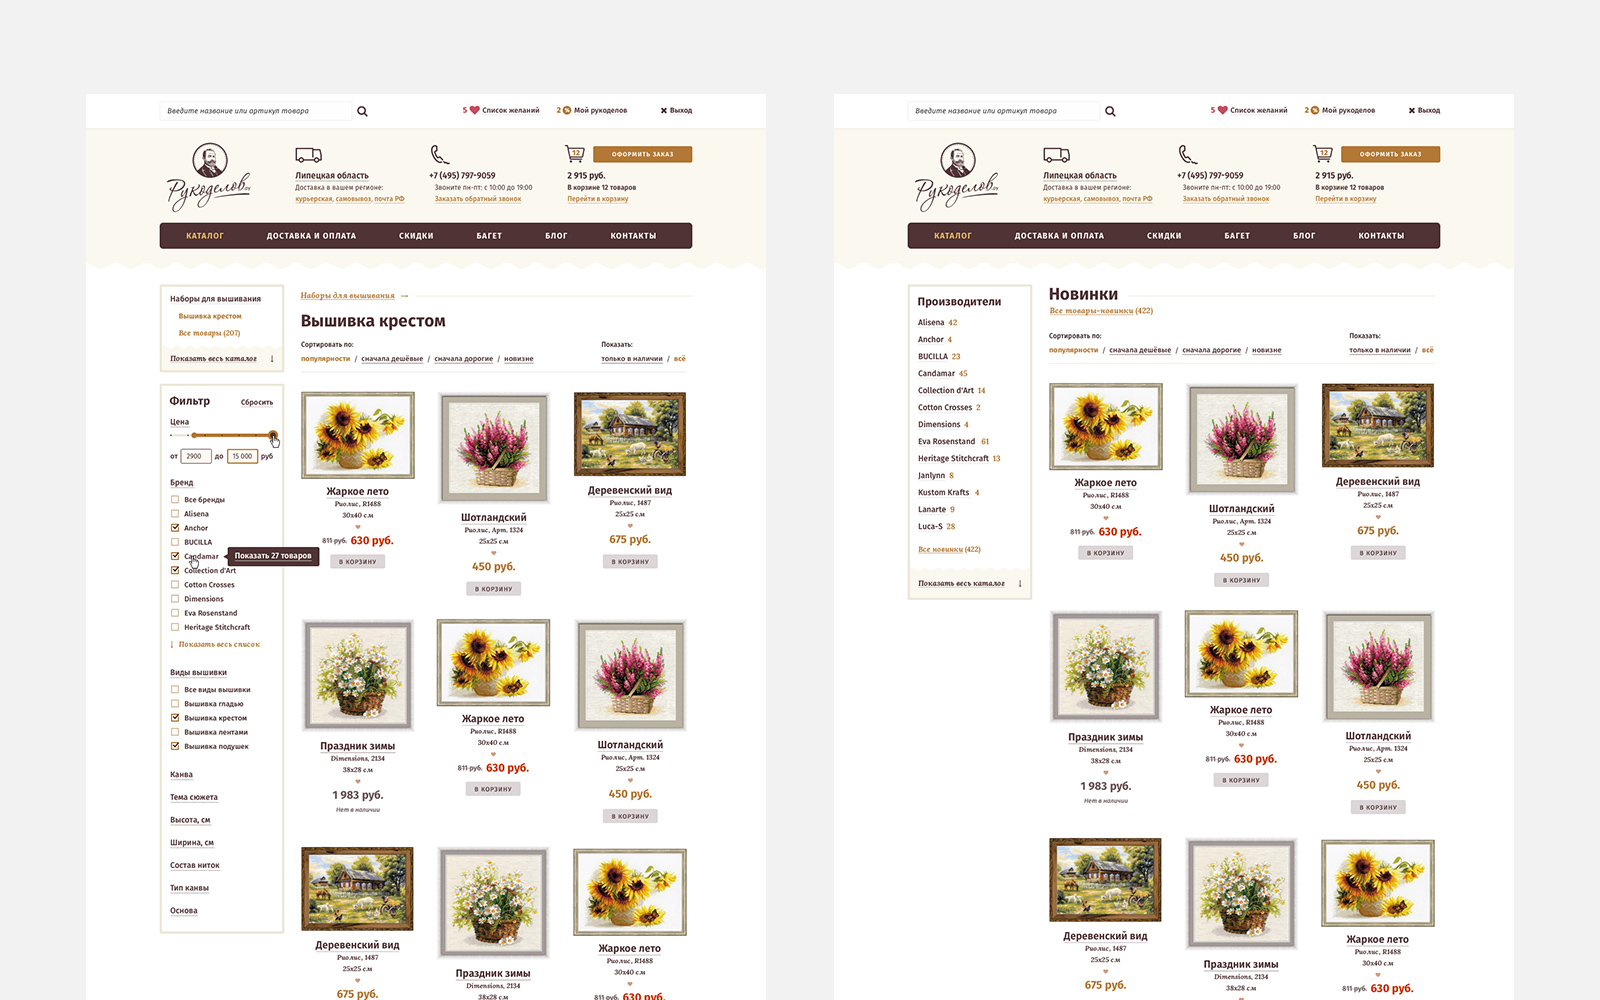 Введите название или артикул товара
5 Список желаний
2 Мой рукоделов
Выход
Рукоделов.ру
Липецкая область
Доставка в вашем регионе:
курьерская, самовывоз, почта РФ
+7 (495) 797-9059
Звоните пн-пт: с 10:00 до 19:00
Заказать обратный звонок
12
ОФОРМИТЬ ЗАКАЗ
2 915 руб.
В корзине 12 товаров
Перейти в корзину
КАТАЛОГ ДОСТАВКА И ОПЛАТА СКИДКИ БАГЕТ БЛОГ КОНТАКТЫ
Наборы для вышивания
Вышивка крестом
Все товары (207)
Показать весь каталог ↓
Фильтр Сбросить
Цена
от 2900 до 15 000 руб
Бренд
Все бренды
Alisena
Anchor
BUCILLA
Candamar
Показать 27 товаров
Collection d'Art
Cotton Crosses
Dimensions
Eva Rosenstand
Heritage Stitchcraft
↓ Показать весь список
Виды вышивки
Все виды вышивки
Вышивка гладью
Вышивка крестом
Вышивка лентами
Вышивка подушек
Канва
Тема сюжета
Высота, см
Ширина, см
Состав ниток
Тип канвы
Основа
Наборы для вышивания →
Вышивка крестом
Сортировать по:
популярности / сначала дешёвые / сначала дорогие / новизне
Показать:
только в наличии / всё
Жаркое лето
Риолис, R1488
30x40 см
811 руб. 630 руб.
В КОРЗИНУ
Шотландский
Риолис, Арт. 1324
25x25 см
450 руб.
В КОРЗИНУ
Деревенский вид
Риолис, 1487
25x25 см
675 руб.
В КОРЗИНУ
Праздник зимы
Dimensions, 2134
38x28 см
1 983 руб.
Нет в наличии
Жаркое лето
Риолис, R1488
30x40 см
811 руб. 630 руб.
В КОРЗИНУ
Шотландский
Риолис, Арт. 1324
25x25 см
450 руб.
В КОРЗИНУ
Деревенский вид
Риолис, 1487
25x25 см
675 руб.
Праздник зимы
Dimensions, 2134
38x28 см
Жаркое лето
Риолис, R1488
30x40 см
811 руб. 630 руб.
Введите название или артикул товара
5 Список желаний
2 Мой рукоделов
Выход
Рукоделов.ру
Липецкая область
Доставка в вашем регионе:
курьерская, самовывоз, почта РФ
+7 (495) 797-9059
Звоните пн-пт: с 10:00 до 19:00
Заказать обратный звонок
12
ОФОРМИТЬ ЗАКАЗ
2 915 руб.
В корзине 12 товаров
Перейти в корзину
КАТАЛОГ ДОСТАВКА И ОПЛАТА СКИДКИ БАГЕТ БЛОГ КОНТАКТЫ
Производители
Alisena 42
Anchor 4
BUCILLA 23
Candamar 45
Collection d'Art 14
Cotton Crosses 2
Dimensions 4
Eva Rosenstand 61
Heritage Stitchcraft 13
Janlynn 8
Kustom Krafts 4
Lanarte 9
Luca-S 28
Все новинки (422)
Показать весь каталог ↓
Новинки
Все товары-новинки (422)
Сортировать по:
популярности / сначала дешёвые / сначала дорогие / новизне
Показать:
только в наличии / всё
Жаркое лето
Риолис, R1488
30x40 см
811 руб. 630 руб.
В КОРЗИНУ
Шотландский
Риолис, Арт. 1324
25x25 см
450 руб.
В КОРЗИНУ
Деревенский вид
Риолис, 1487
25x25 см
675 руб.
В КОРЗИНУ
Праздник зимы
Dimensions, 2134
38x28 см
1 983 руб.
Нет в наличии
Жаркое лето
Риолис, R1488
30x40 см
811 руб. 630 руб.
В КОРЗИНУ
Шотландский
Риолис, Арт. 1324
25x25 см
450 руб.
В КОРЗИНУ
Деревенский вид
Риолис, 1487
25x25 см
675 руб.
Праздник зимы
Dimensions, 2134
38x28 см
Жаркое лето
Риолис, R1488
30x40 см
811 руб. 630 руб.